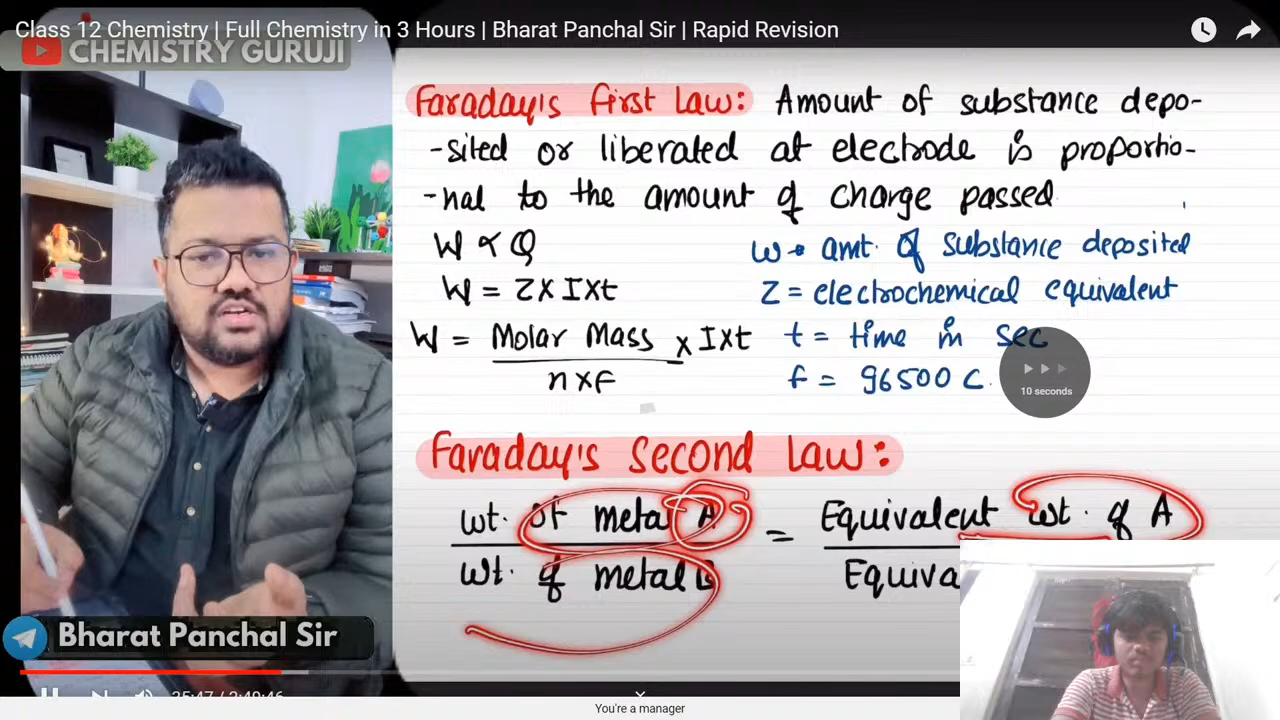 Class 12 Chemistry | Full Chemistry in 3 Hours | Bharat Panchal Sir | Rapid Revision
CHEMISTRY GURUJI
Faraday's First Law: Amount of substance depo-
-sited or liberated at electrode is proportio-
-nal to the amount of charge passed
W ∝ Q
W = Z X I X t
W = Molar Mass X I X t
n X F
w → amt. of substance deposited
Z = electrochemical equivalent
t = time in sec
f = 96500 C.
10 seconds
Faraday's Second Law:
wt. of metal A = Equivalent wt. of A
Wt. of metal B Equiva
Bharat Panchal Sir
You're a manager